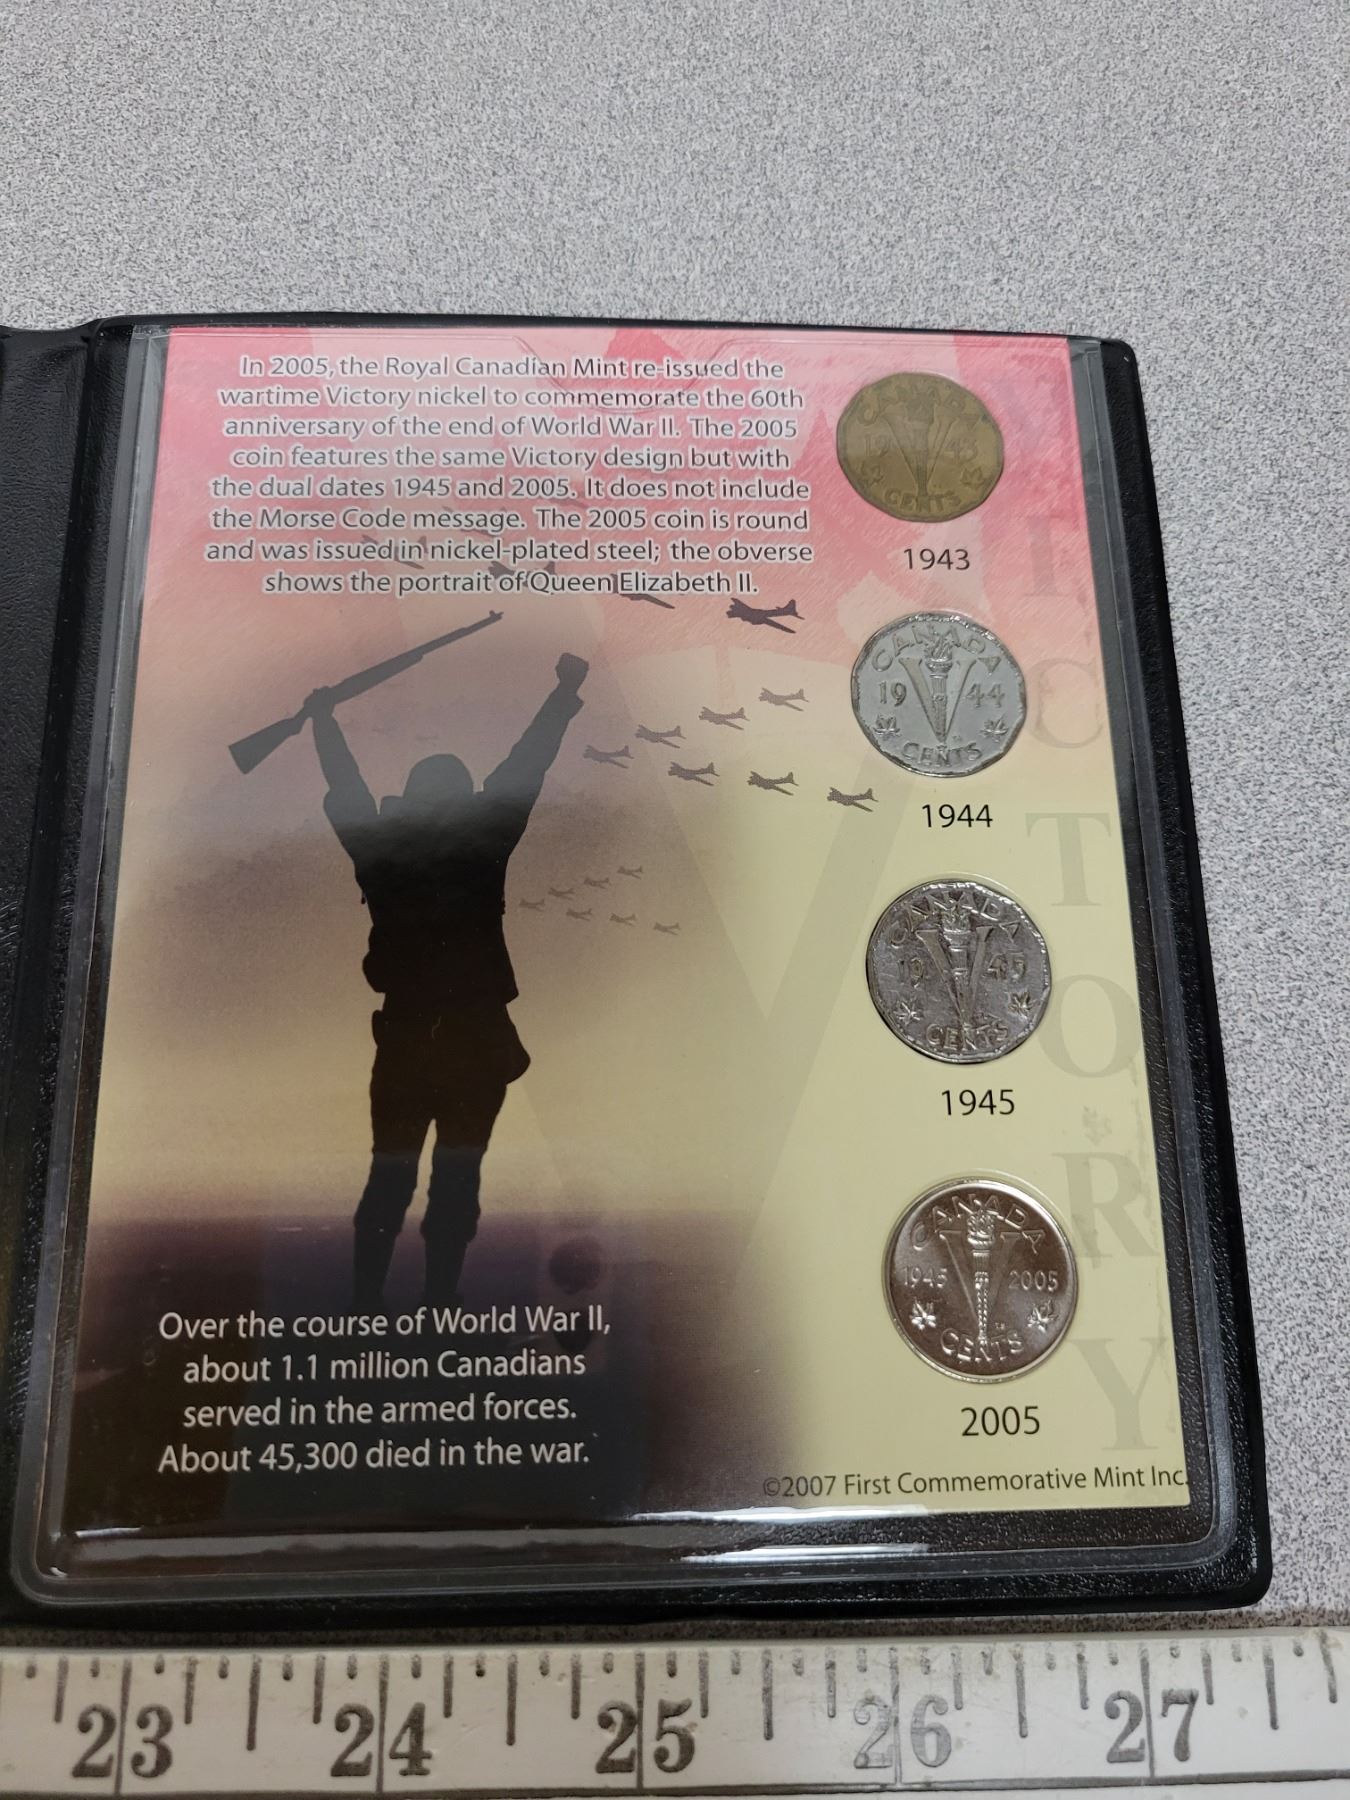 In 2005, the Royal Canadian Mint re-issued the
wartime Victory nickel to commemorate the 60th
anniversary of the end of World War II. The 2005
coin features the same Victory design but with
the dual dates 1945 and 2005. It does not include
the Morse Code message. The 2005 coin is round
and was issued in nickel-plated steel; the obverse
shows the portrait of Queen Elizabeth II.
CANADA
19 V 43
CENTS
1943
CANADA
19 V 44
CENTS
1944
CANADA
19 V 45
CENTS
1945
CANADA
1945 V 2005
CENTS
2005
VICTORY
Over the course of World War II,
about 1.1 million Canadians
served in the armed forces.
About 45,300 died in the war.
©2007 First Commemorative Mint Inc.
23 24 25 26 27